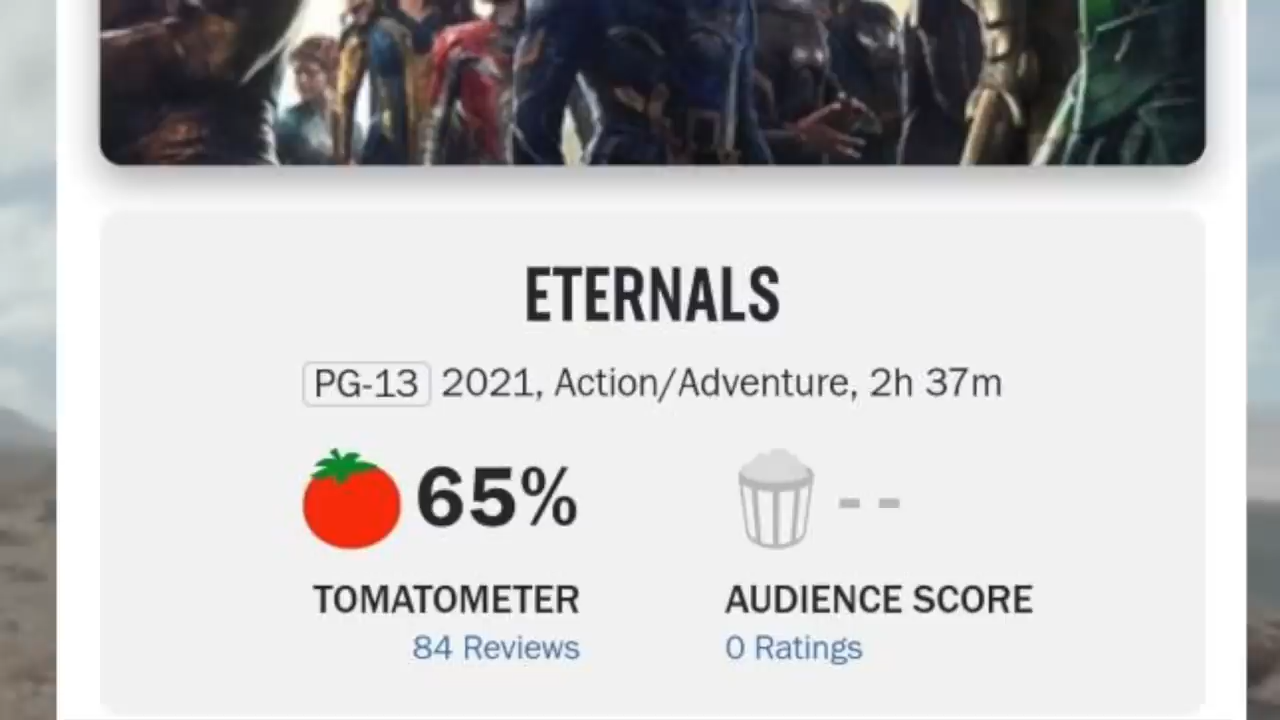 ETERNALS
PG-13 2021, Action/Adventure, 2h 37m
65% - -
TOMATOMETER AUDIENCE SCORE
84 Reviews 0 Ratings